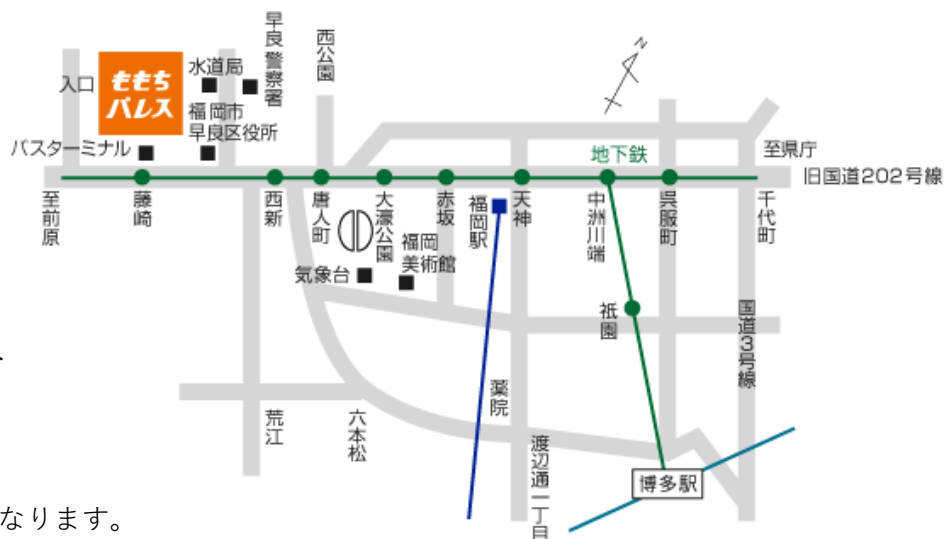 早良警察署
西公園
N
入口
ももち
パレス
水道局
福岡市
早良区役所
バスターミナル
地下鉄
至県庁
旧国道202号線
至前原
藤崎
西新
唐人町
大濠公園
赤坂
福岡駅
天神
中洲川端
呉服町
千代町
気象台
福岡
美術館
祇園
国道3号線
荒江
六本松
薬院
渡辺通一丁目
博多駅
なります。